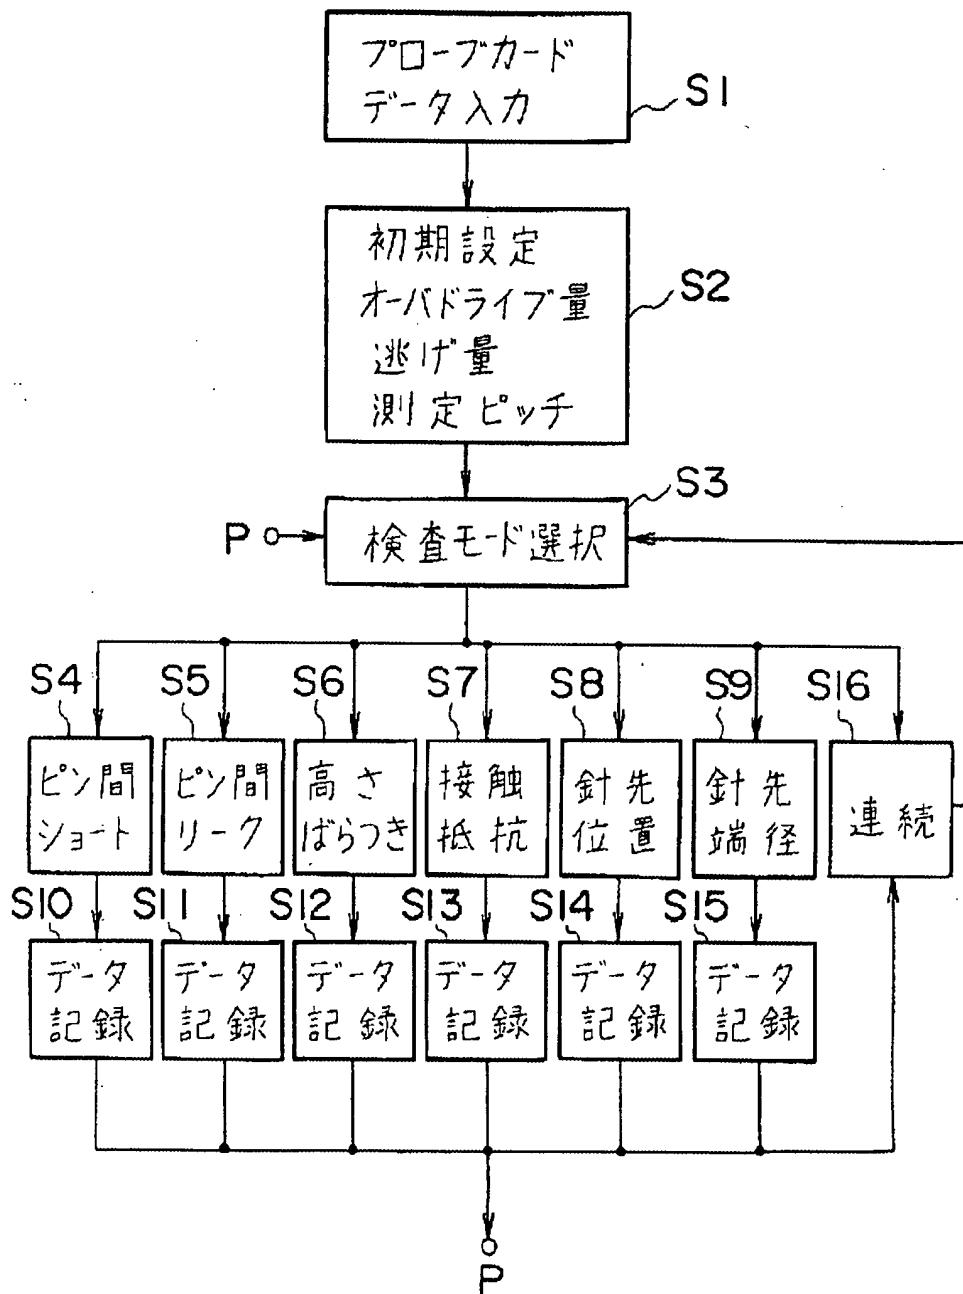 プローブカード
データ入力
S1
初期設定
オーバドライブ量
逃げ量
測定ピッチ
S2
S3
P
検査モード選択
S4
S5
S6
S7
S8
S9
S16
ピン間
ショート
ピン間
リーク
高さ
ばらつき
接触
抵抗
針先
位置
針先
端径
連続
S10
S11
S12
S13
S14
S15
データ
記録
データ
記録
データ
記録
データ
記録
データ
記録
データ
記録
P